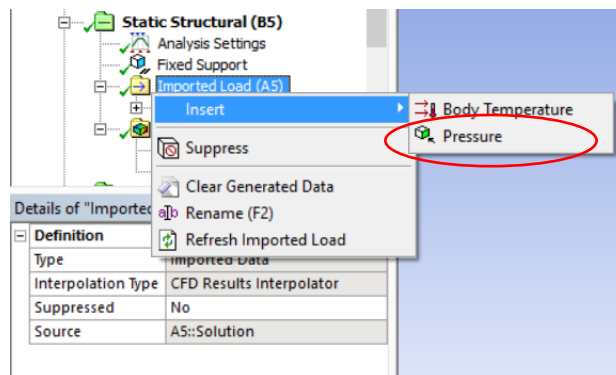 Static Structural (B5)
Analysis Settings
Fixed Support
Imported Load (A5)
Insert
Body Temperature
Pressure
Suppress
Clear Generated Data
Rename (F2)
Refresh Imported Load
Details of "Importe
Definition
Type Imported Data
Interpolation Type CFD Results Interpolator
Suppressed No
Source A5::Solution